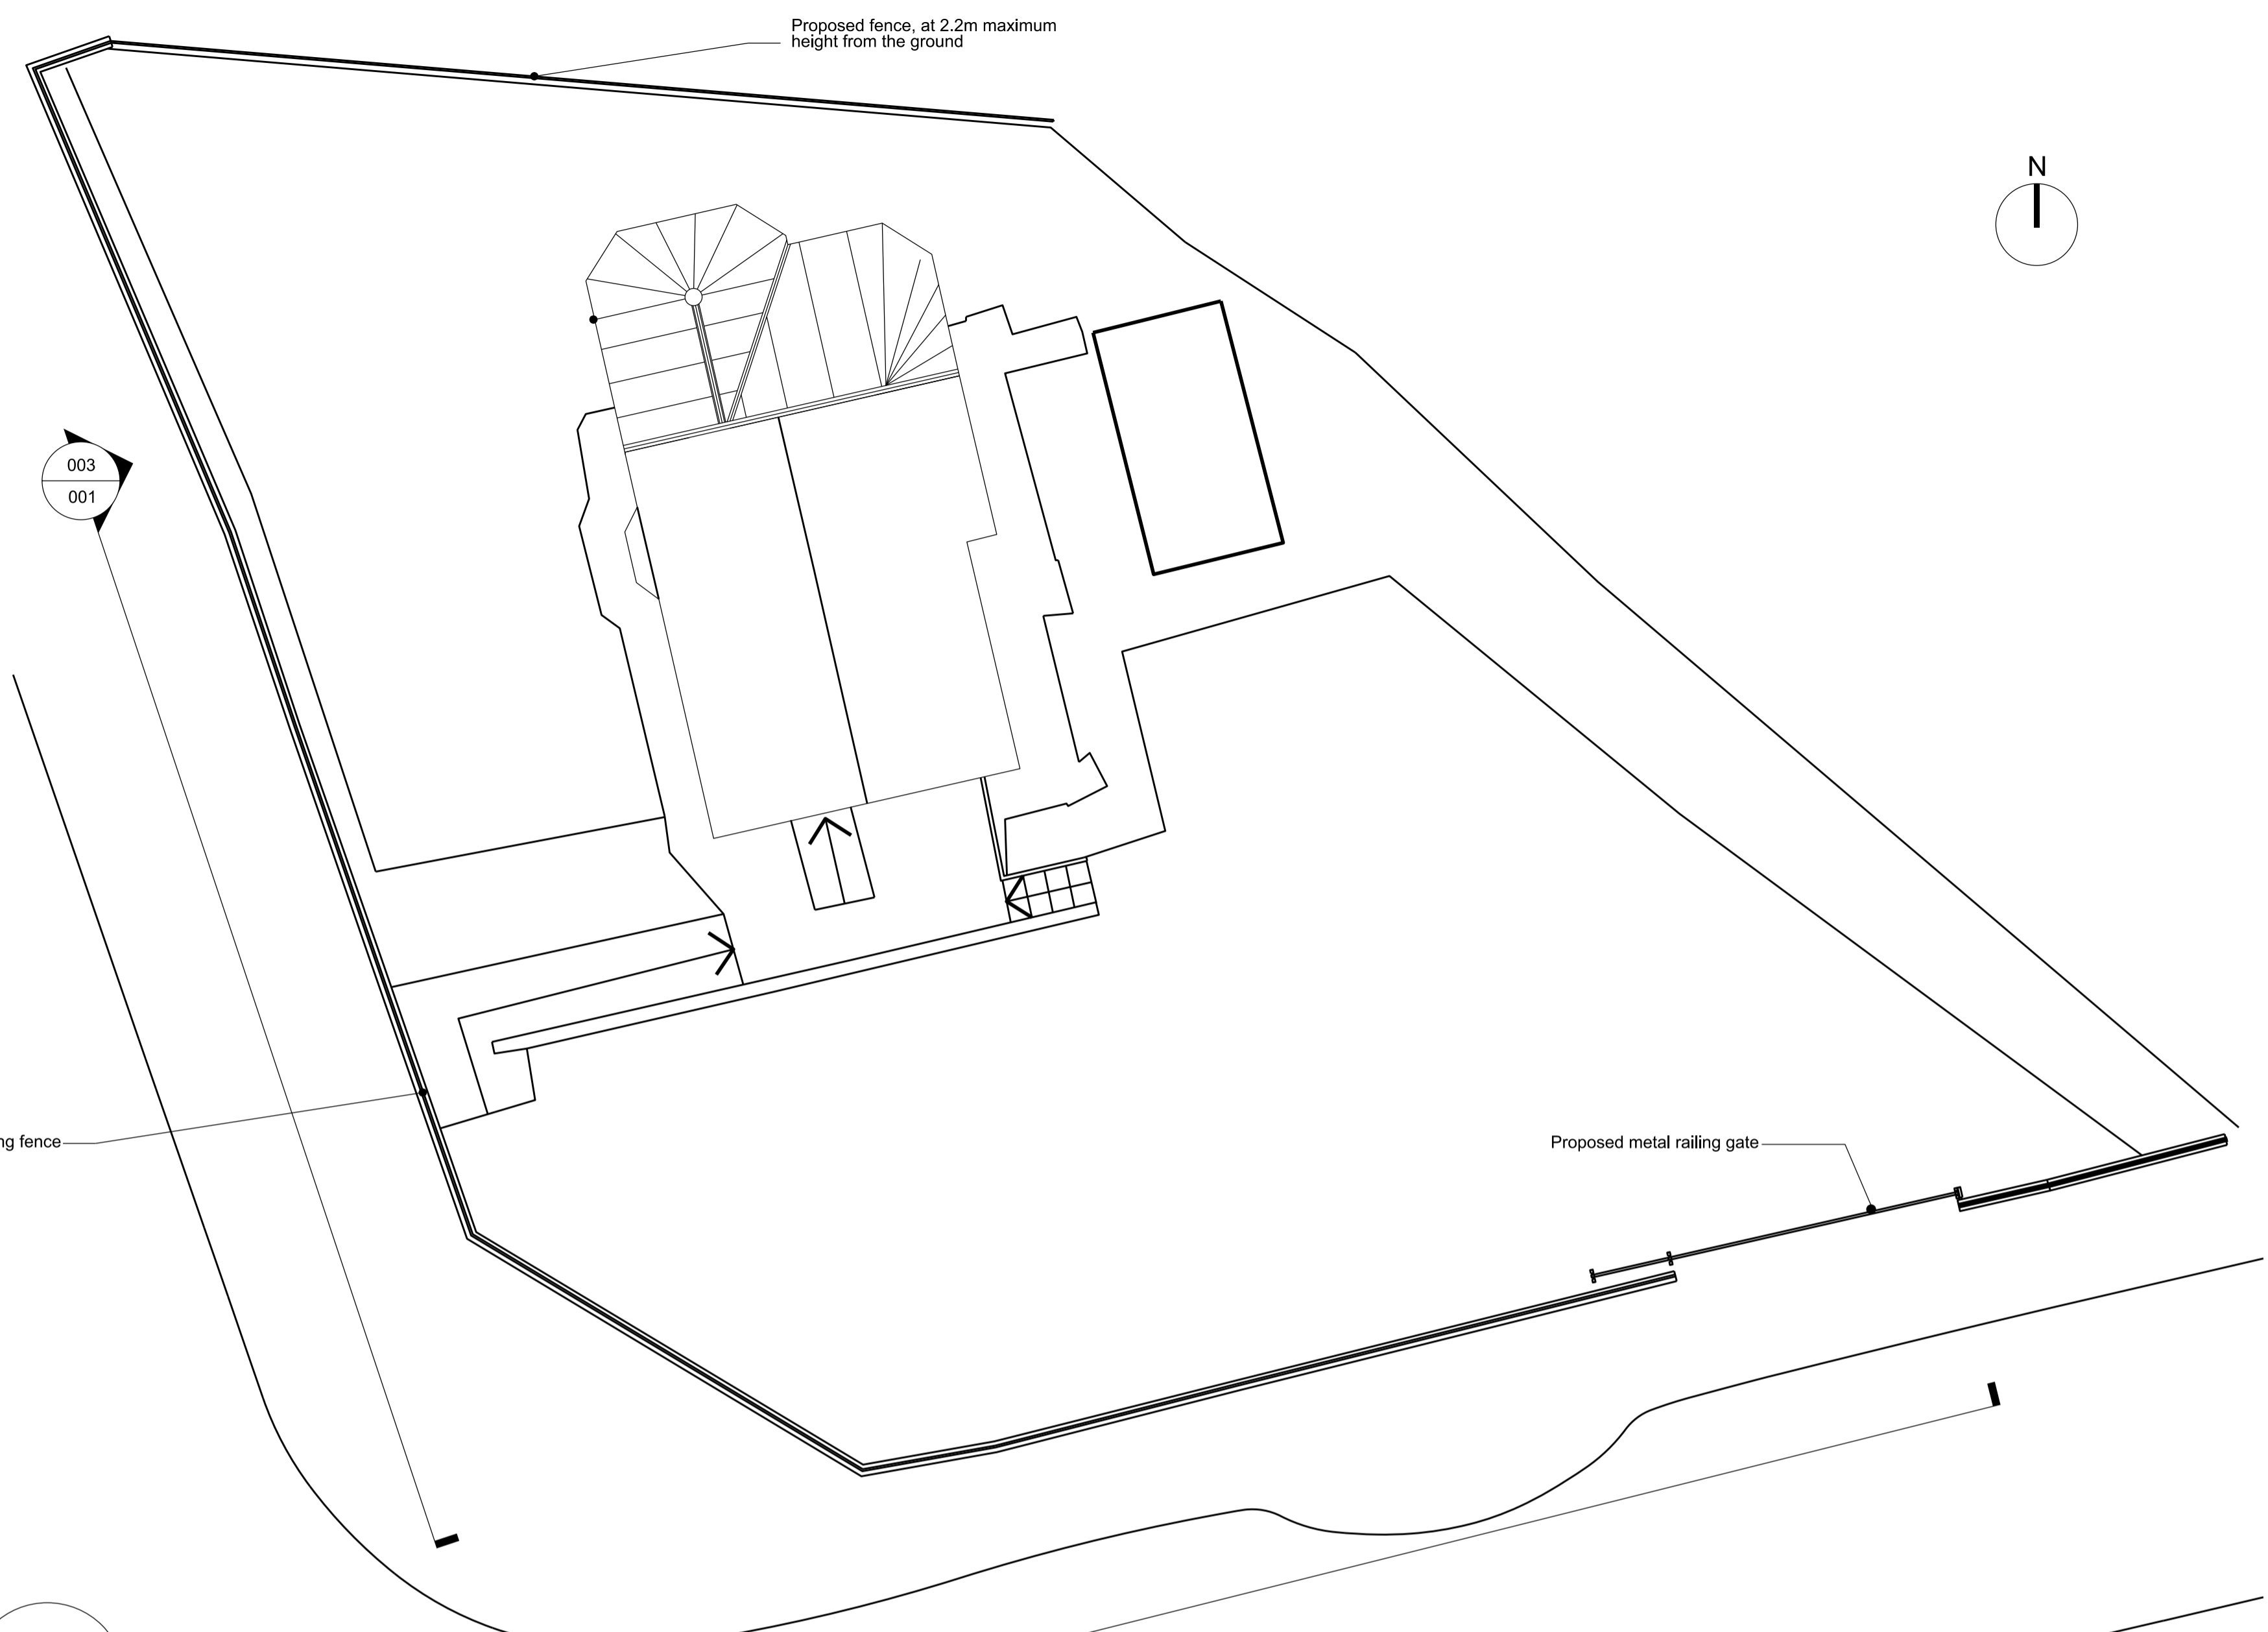 Proposed fence, at 2.2m maximum
height from the ground
N
003
001
ng fence
Proposed metal railing gate